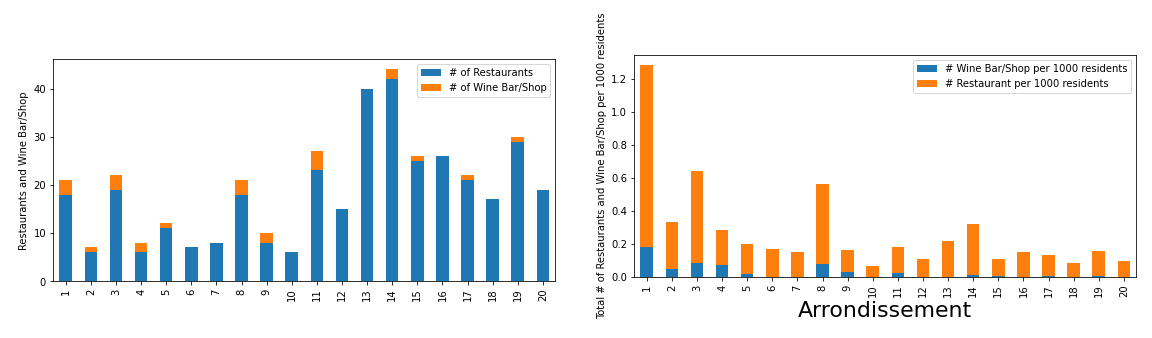 Restaurants and Wine Bar/Shop
40
30
20
10
0
# of Restaurants
# of Wine Bar/Shop
1 2 3 4 5 6 7 8 9 10 11 12 13 14 15 16 17 18 19 20
Total # of Restaurants and Wine Bar/Shop per 1000 residents
1.2
1.0
0.8
0.6
0.4
0.2
0.0
# Wine Bar/Shop per 1000 residents
# Restaurant per 1000 residents
1 2 3 4 5 6 7 8 9 10 11 12 13 14 15 16 17 18 19 20
Arrondissement